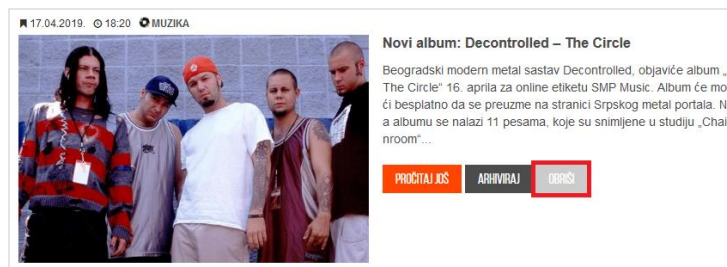 17.04.2019. 18:20 MUZIKA
Novi album: Decontrolled – The Circle
Beogradski modern metal sastav Decontrolled, objaviće album „
The Circle“ 16. aprila za online etiketu SMP Music. Album će mo
ći besplatno da se preuzme na stranici Srpskog metal portala. N
a albumu se nalazi 11 pesama, koje su snimljene u studiju „Chai
nroom“...
PROČITAJ JOŠ ARHIVIRAJ OBRIŠI